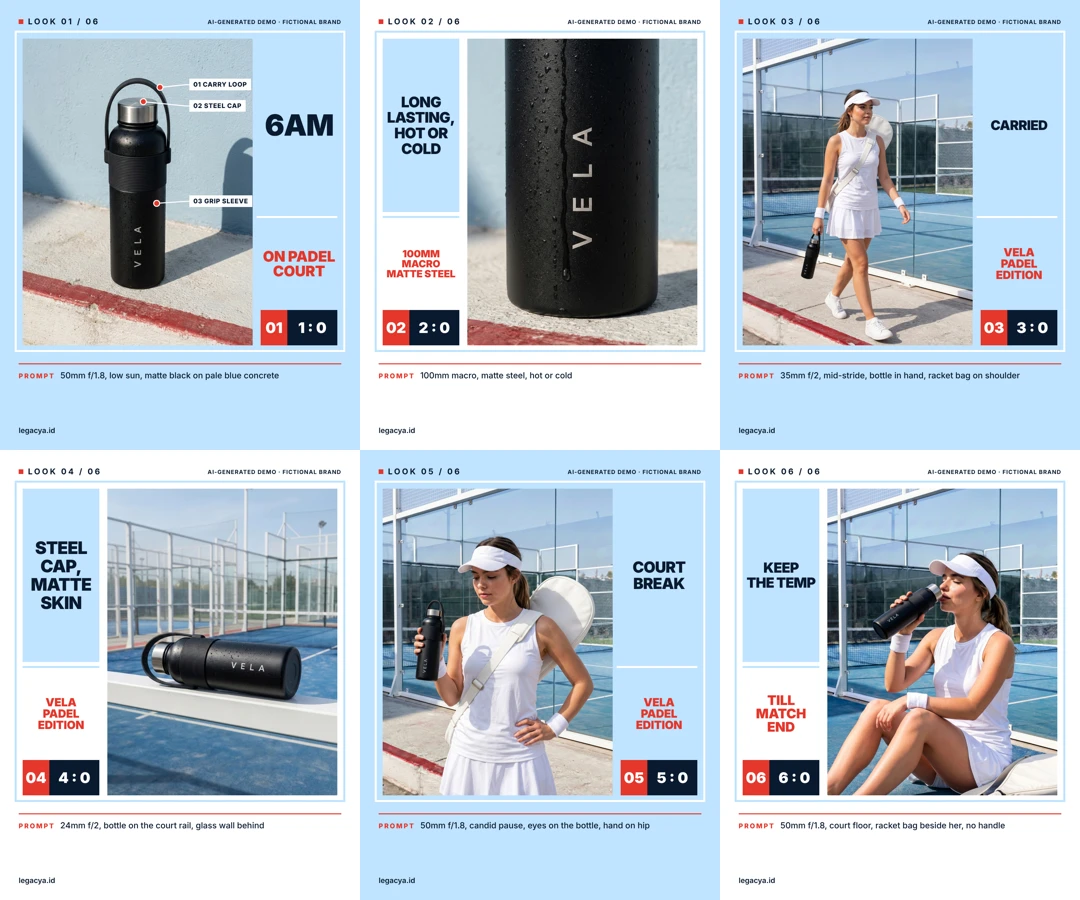 LOOK 01 / 06
AI-GENERATED DEMO · FICTIONAL BRAND
01 CARRY LOOP
02 STEEL CAP
03 GRIP SLEEVE
VELA
6AM
ON PADEL
COURT
01 1:0
PROMPT 50mm f/1.8, low sun, matte black on pale blue concrete
legacya.id
LOOK 02 / 06
AI-GENERATED DEMO · FICTIONAL BRAND
LONG
LASTING,
HOT OR
COLD
100MM
MACRO
MATTE STEEL
02 2:0
VELA
PROMPT 100mm macro, matte steel, hot or cold
legacya.id
LOOK 03 / 06
AI-GENERATED DEMO · FICTIONAL BRAND
CARRIED
VELA
PADEL
EDITION
03 3:0
PROMPT 35mm f/2, mid-stride, bottle in hand, racket bag on shoulder
legacya.id
LOOK 04 / 06
AI-GENERATED DEMO · FICTIONAL BRAND
STEEL
CAP,
MATTE
SKIN
VELA
PADEL
EDITION
04 4:0
VELA
PROMPT 24mm f/2, bottle on the court rail, glass wall behind
legacya.id
LOOK 05 / 06
AI-GENERATED DEMO · FICTIONAL BRAND
VELA
COURT
BREAK
VELA
PADEL
EDITION
05 5:0
PROMPT 50mm f/1.8, candid pause, eyes on the bottle, hand on hip
legacya.id
LOOK 06 / 06
AI-GENERATED DEMO · FICTIONAL BRAND
KEEP
THE TEMP
TILL
MATCH
END
06 6:0
PROMPT 50mm f/1.8, court floor, racket bag beside her, no handle
legacya.id